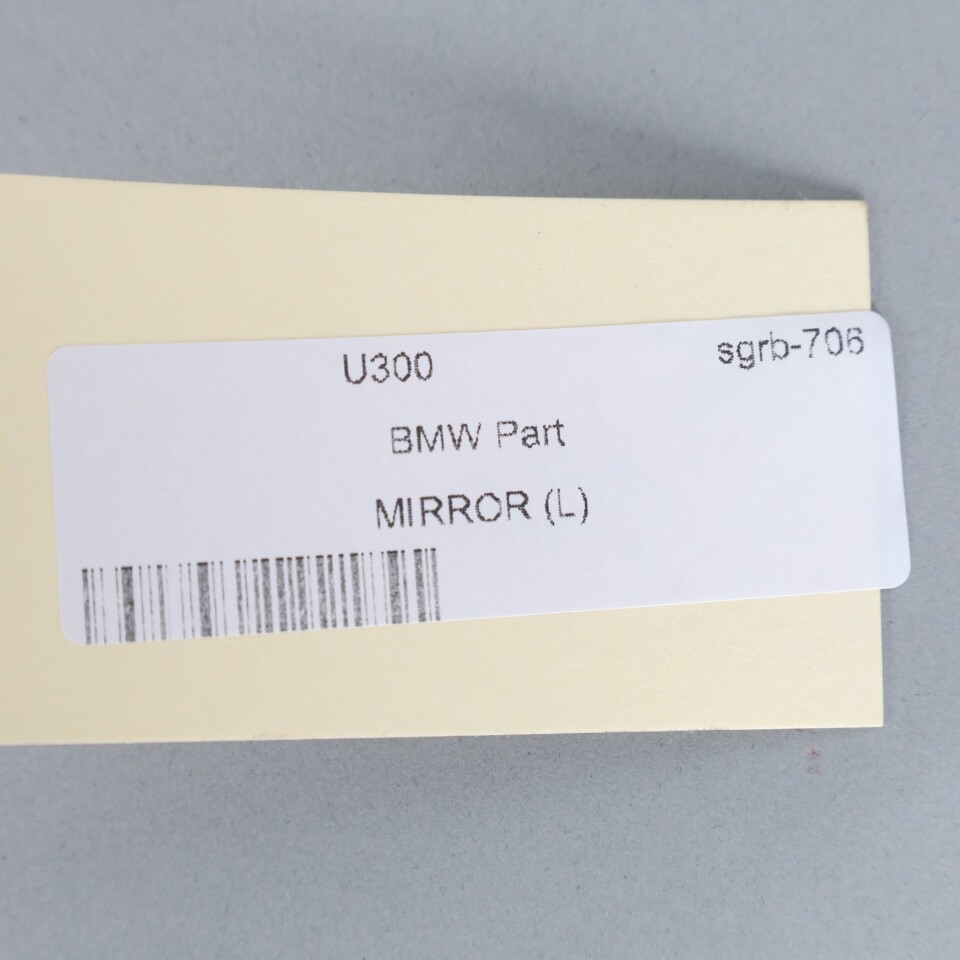 U300 sgrb-706
BMW Part
MIRROR (L)